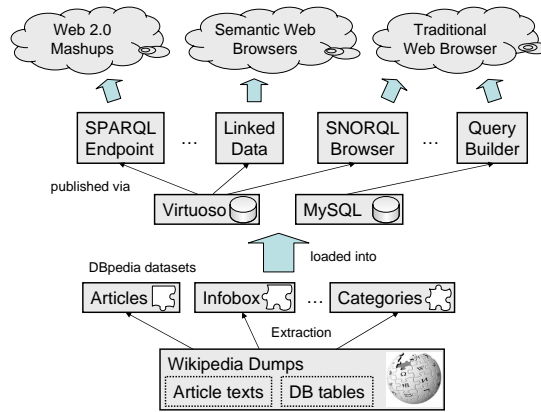 Web 2.0
Mashups
Semantic Web
Browsers
Traditional
Web Browser
SPARQL
Endpoint
...
Linked
Data
SNORQL
Browser
...
Query
Builder
published via
Virtuoso
MySQL
loaded into
DBpedia datasets
Articles
Infobox
...
Categories
Extraction
Wikipedia Dumps
Article texts
DB tables